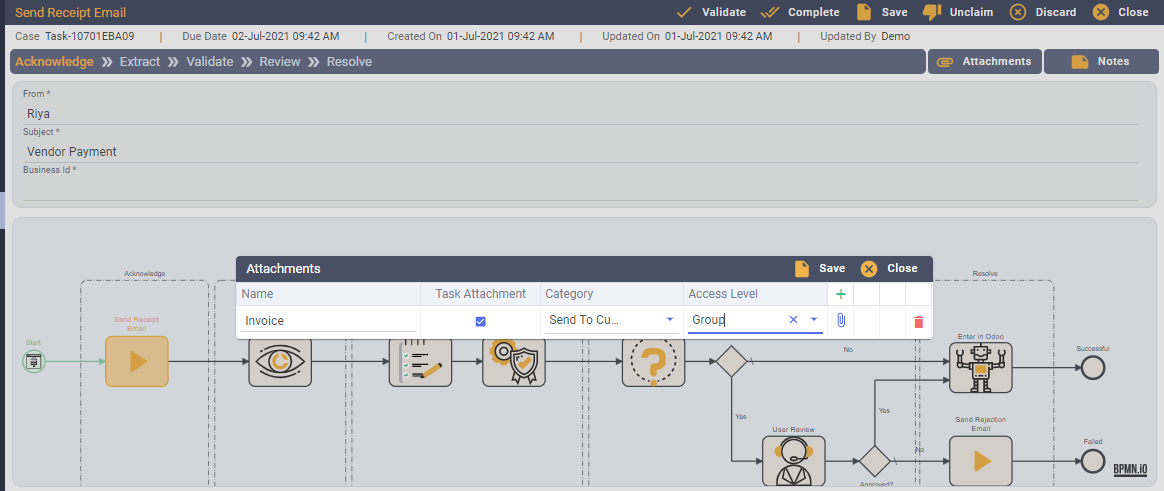 Send Receipt Email
Validate Complete Save Unclaim Discard Close
Case Task-10701EBA09 | Due Date 02-Jul-2021 09:42 AM | Created On 01-Jul-2021 09:42 AM | Updated On 01-Jul-2021 09:42 AM | Updated By Demo
Acknowledge » Extract » Validate » Review » Resolve
Attachments
Notes
From *
Riya
Subject *
Vendor Payment
Business Id *
Attachments
Save Close
Name Task Attachment Category Access Level +
Invoice Send To Cu... Group
Acknowledge
Resolve
Start
Send Receipt
Email
No
Yes
User Review
Approved?
Yes
No
Enter in Odoo
Successful
Send Rejection
Email
Failed
BPMN.iO